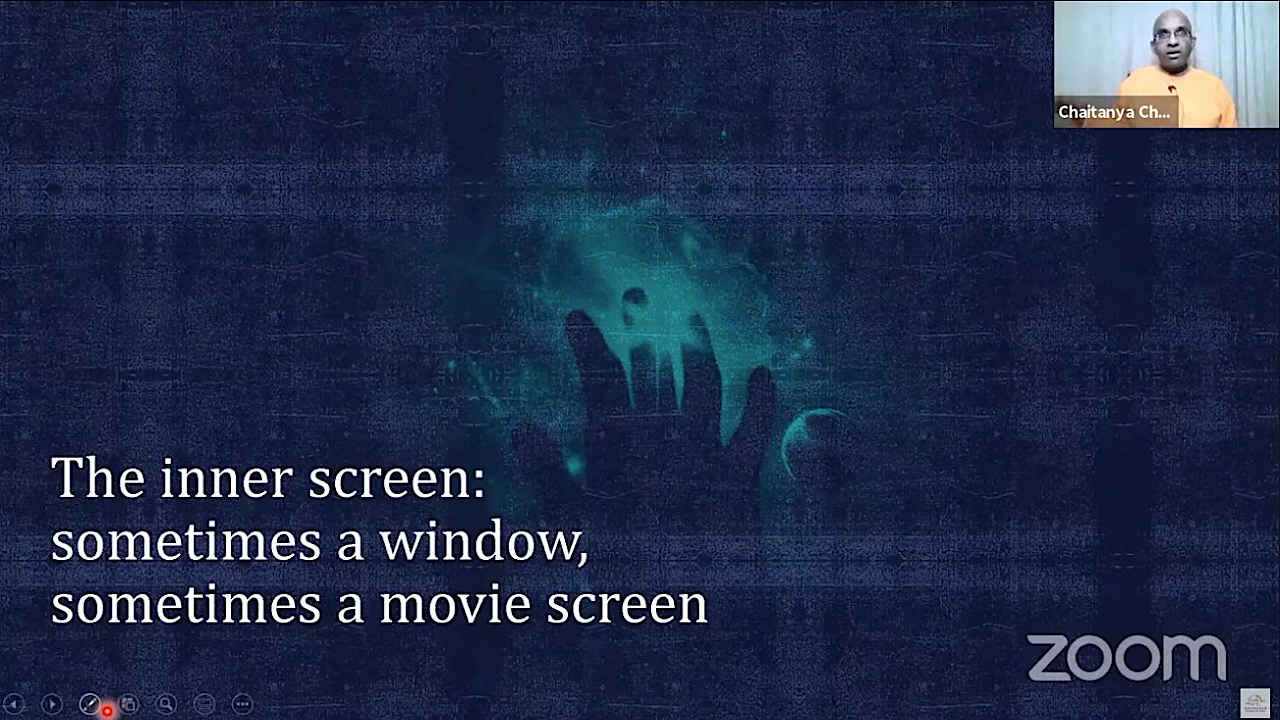 Chaitanya Ch...
The inner screen:
sometimes a window,
sometimes a movie screen
zoom